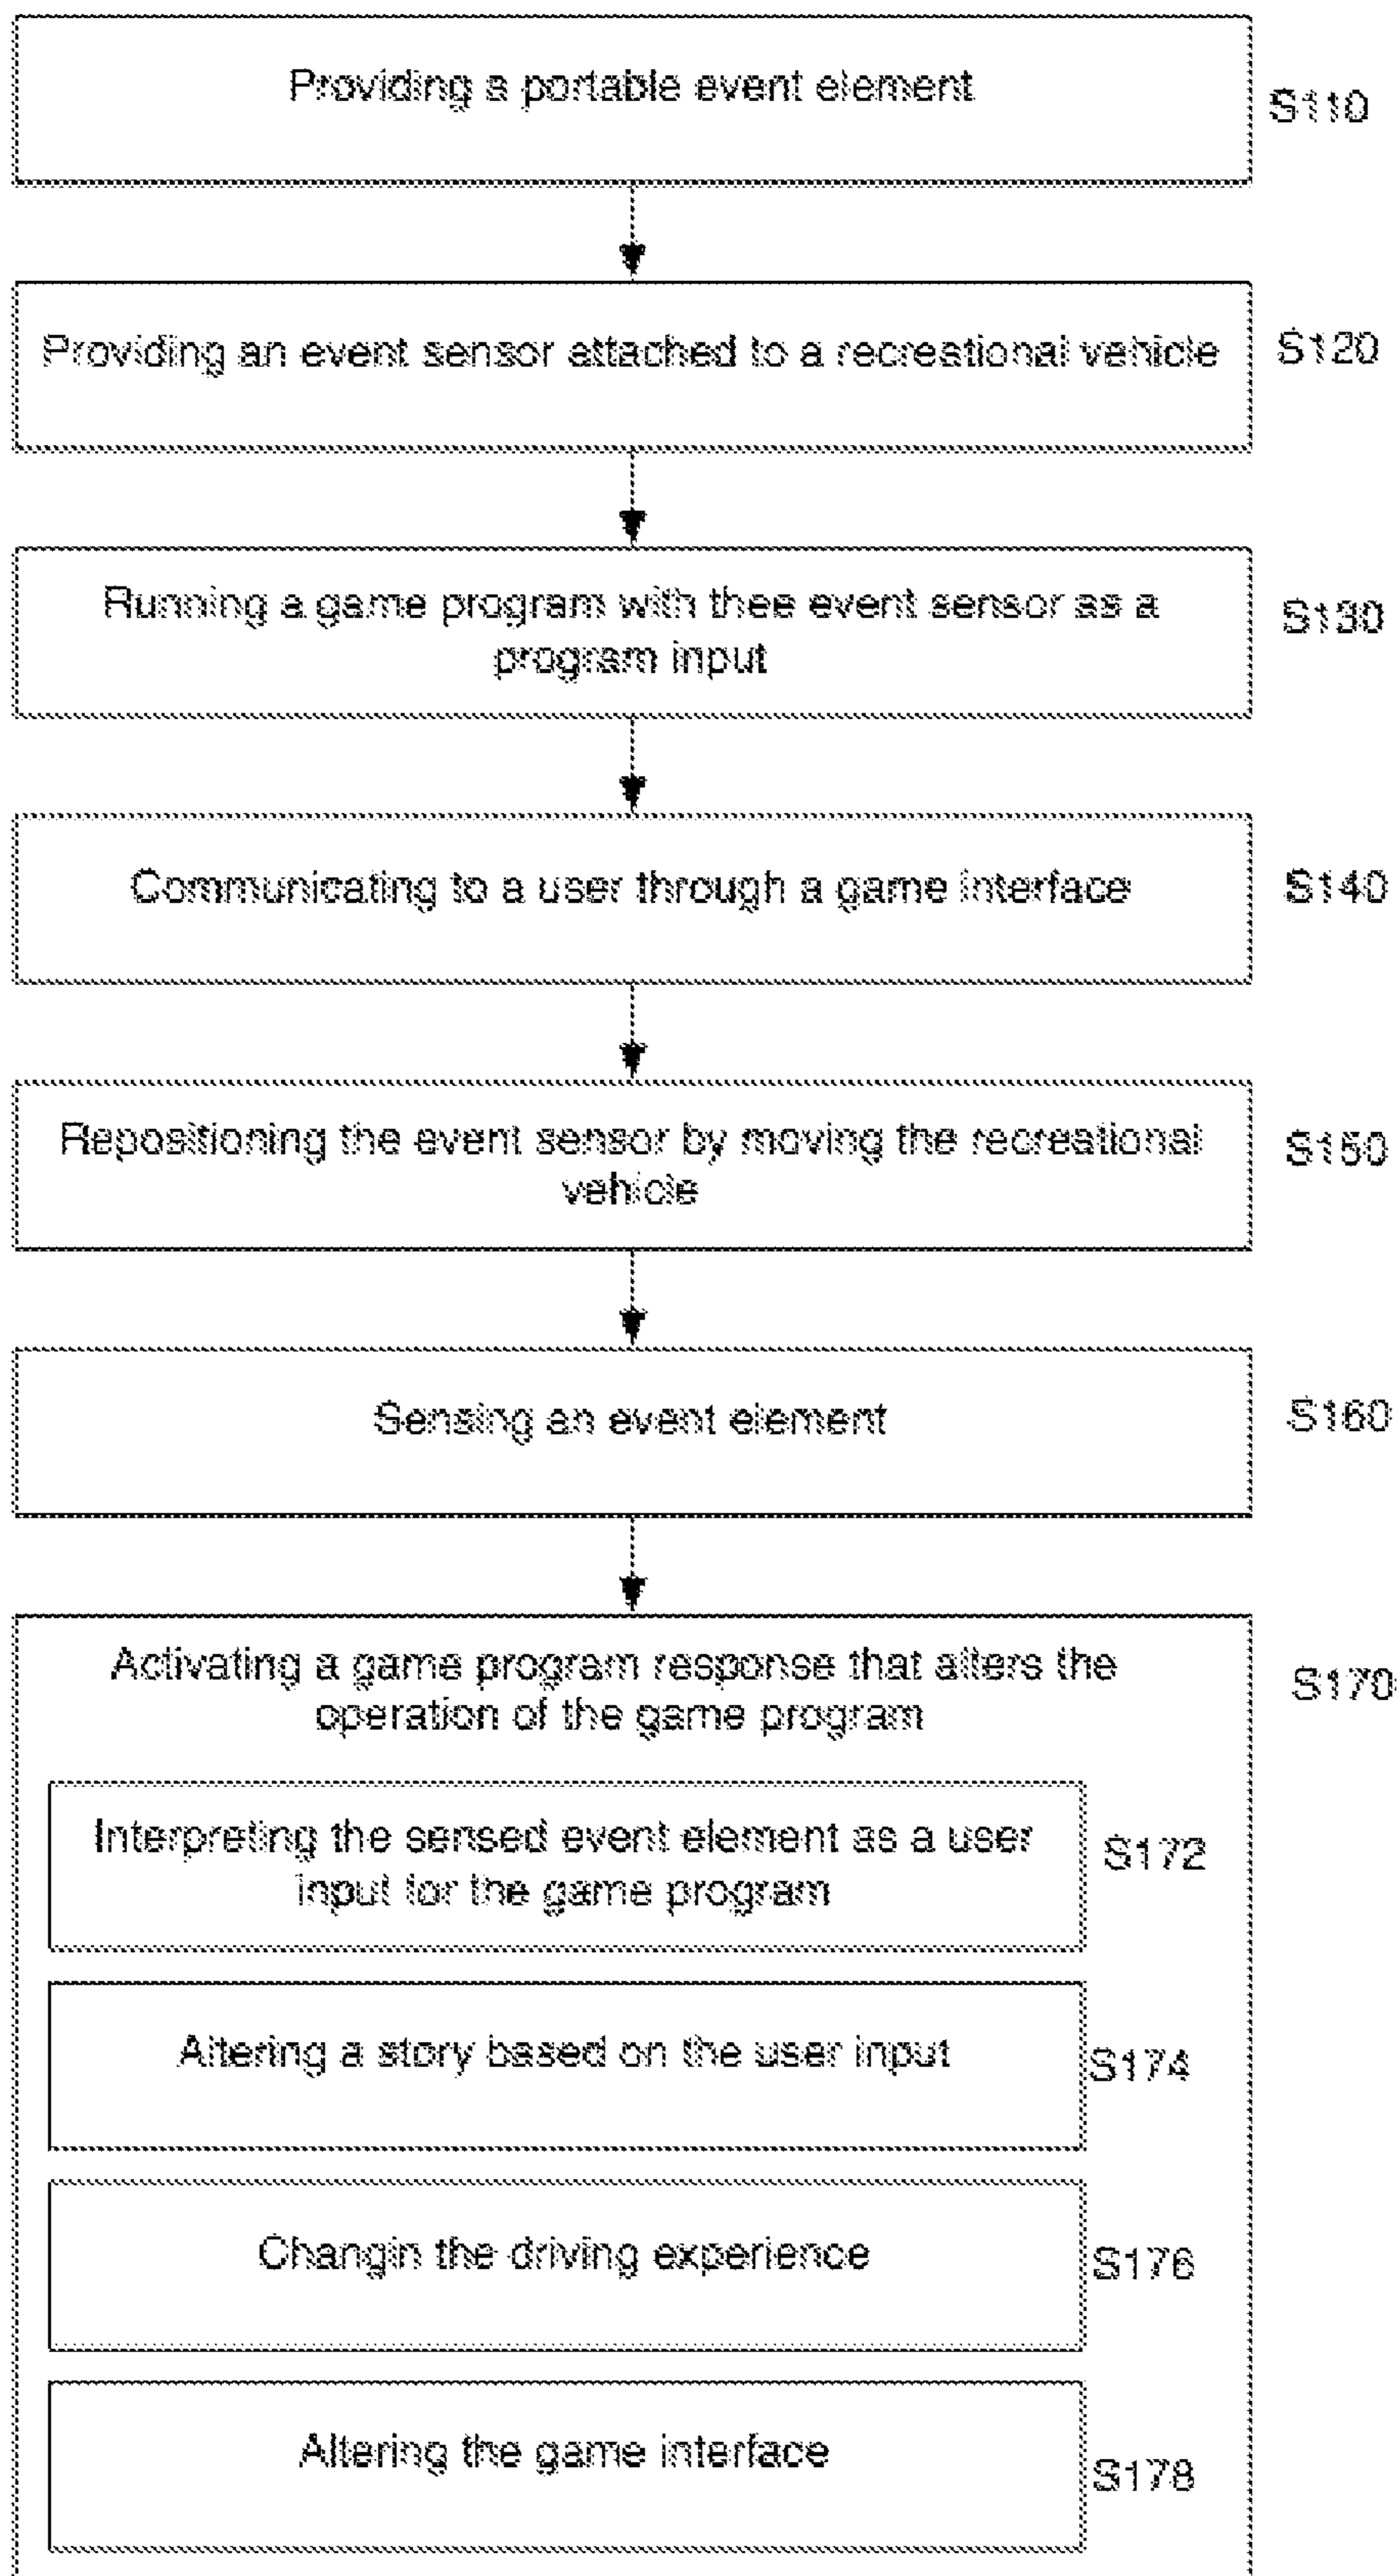 Providing a portable event element
S110
Providing an event sensor attached to a recreational vehicle
S120
Running a game program with thee event sensor as a
program input
S130
Communicating to a user through a game interface
S140
Repositioning the event sensor by moving the recreational
vehicle
S150
Sensing an event element
S160
Activating a game program response that alters the
operation of the game program
S170
Interpreting the sensed event element as a user
input for the game program
S172
Altering a story based on the user input
S174
Changin the driving experience
S176
Altering the game interface
S178